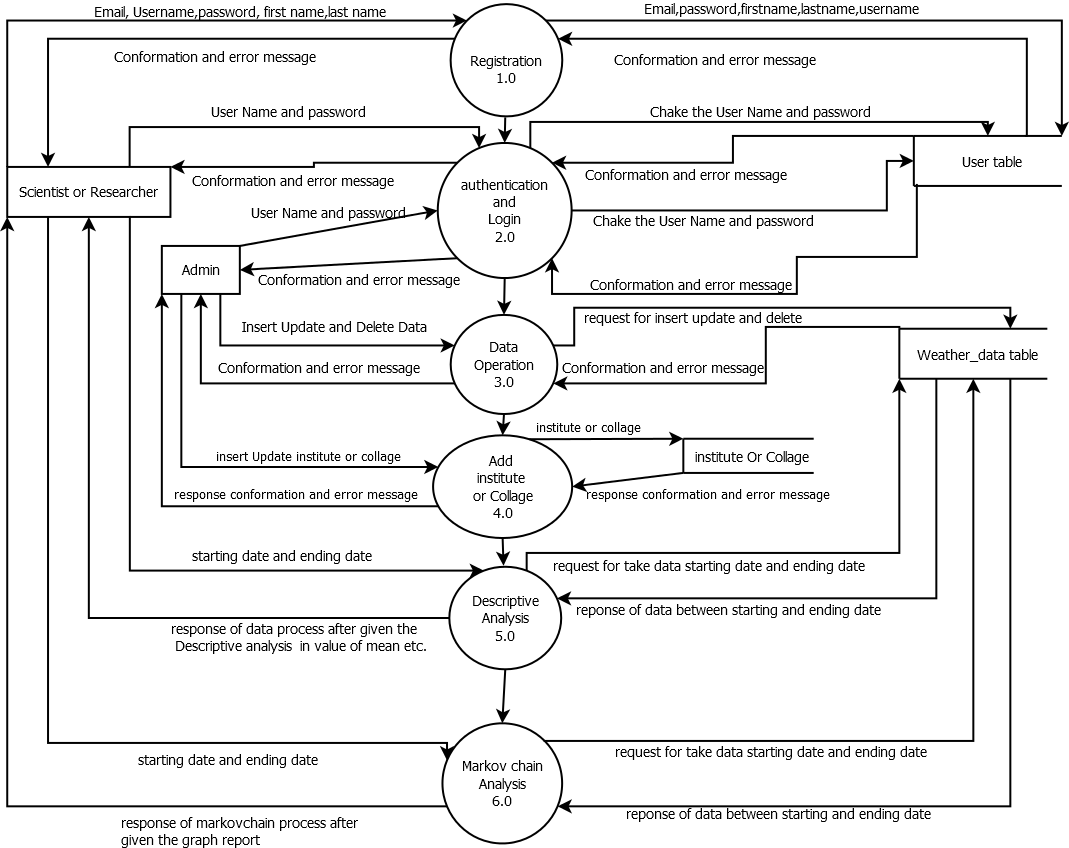 Email, Username,password, first name,last name
Email,password,firstname,lastname,username
Registration
1.0
Conformation and error message
Conformation and error message
User Name and password
Chake the User Name and password
Scientist or Researcher
Conformation and error message
authentication
and
Login
2.0
Conformation and error message
User table
User Name and password
Chake the User Name and password
Admin
Conformation and error message
Conformation and error message
Insert Update and Delete Data
request for insert update and delete
Data
Operation
3.0
Conformation and error message
Conformation and error message
Weather_data table
institute or collage
insert Update institute or collage
Add
institute
or Collage
4.0
institute Or Collage
response conformation and error message
response conformation and error message
starting date and ending date
request for take data starting date and ending date
Descriptive
Analysis
5.0
reponse of data between starting and ending date
response of data process after given the
Descriptive analysis in value of mean etc.
starting date and ending date
request for take data starting date and ending date
Markov chain
Analysis
6.0
response of markovchain process after
given the graph report
reponse of data between starting and ending date